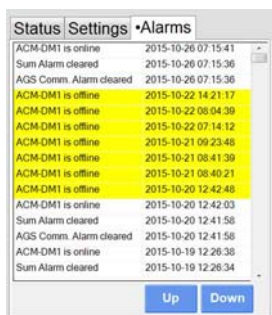 Status Settings •Alarms
ACM-DM1 is online 2015-10-26 07:15:41
Sum Alarm cleared 2015-10-26 07:15:36
AGS Comm. Alarm cleared 2015-10-26 07:15:36
ACM-DM1 is offline 2015-10-22 14:21:17
ACM-DM1 is offline 2015-10-22 08:04:39
ACM-DM1 is offline 2015-10-22 07:14:12
ACM-DM1 is offline 2015-10-21 09:23:48
ACM-DM1 is offline 2015-10-21 08:41:39
ACM-DM1 is offline 2015-10-21 08:40:21
ACM-DM1 is offline 2015-10-20 12:42:48
ACM-DM1 is online 2015-10-20 12:42:03
Sum Alarm cleared 2015-10-20 12:41:58
AGS Comm. Alarm cleared 2015-10-20 12:41:58
ACM-DM1 is online 2015-10-19 12:26:38
Sum Alarm cleared 2015-10-19 12:26:34
Up Down